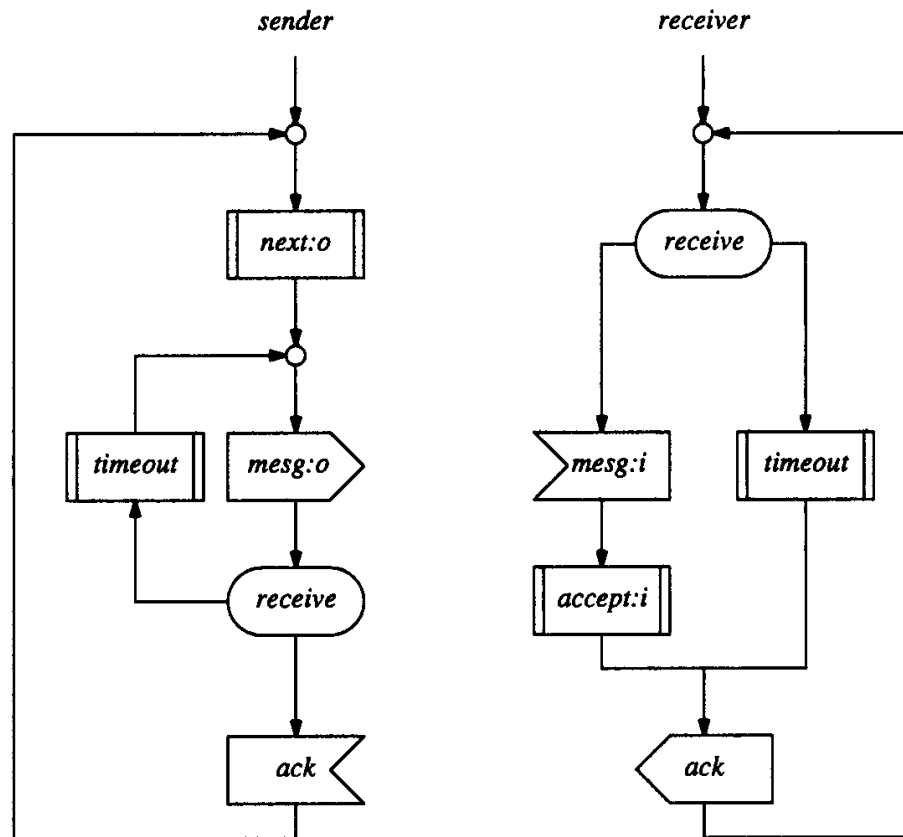 sender
next:o
timeout
mesg:o
receive
ack
receiver
receive
mesg:i
timeout
accept:i
ack